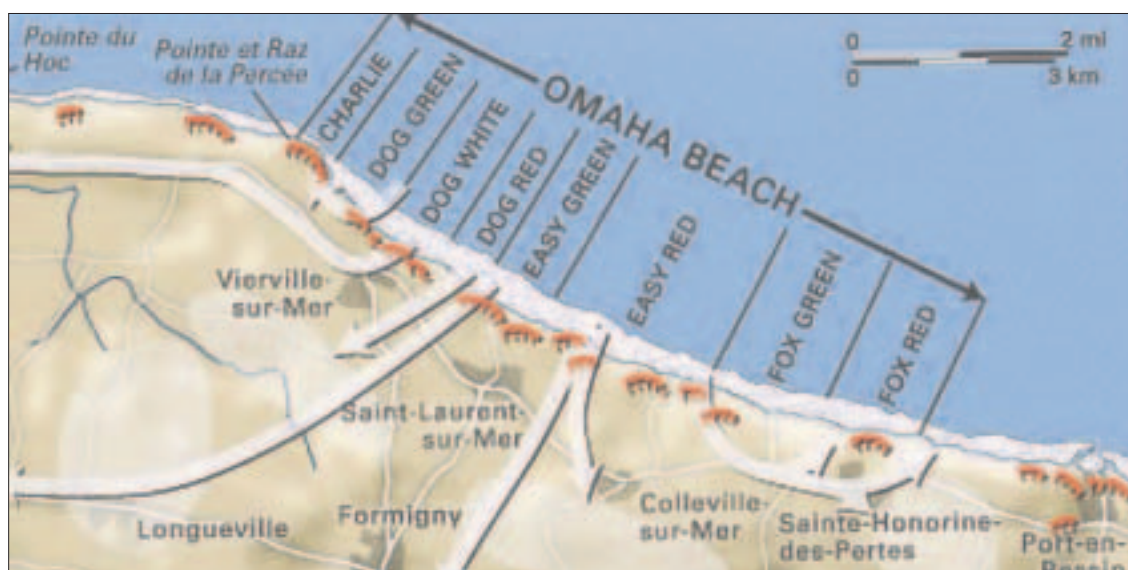 Pointe du
Hoc
Pointe et Raz
de la Percée
0 2 mi
0 3 km
OMAHA BEACH
CHARLIE
DOG GREEN
DOG WHITE
DOG RED
EASY GREEN
EASY RED
FOX GREEN
FOX RED
Vierville-
sur-Mer
Saint-Laurent-
sur-Mer
Colleville-
sur-Mer
Sainte-Honorine-
des-Pertes
Longueville
Formigny
Port-en-
Bessin